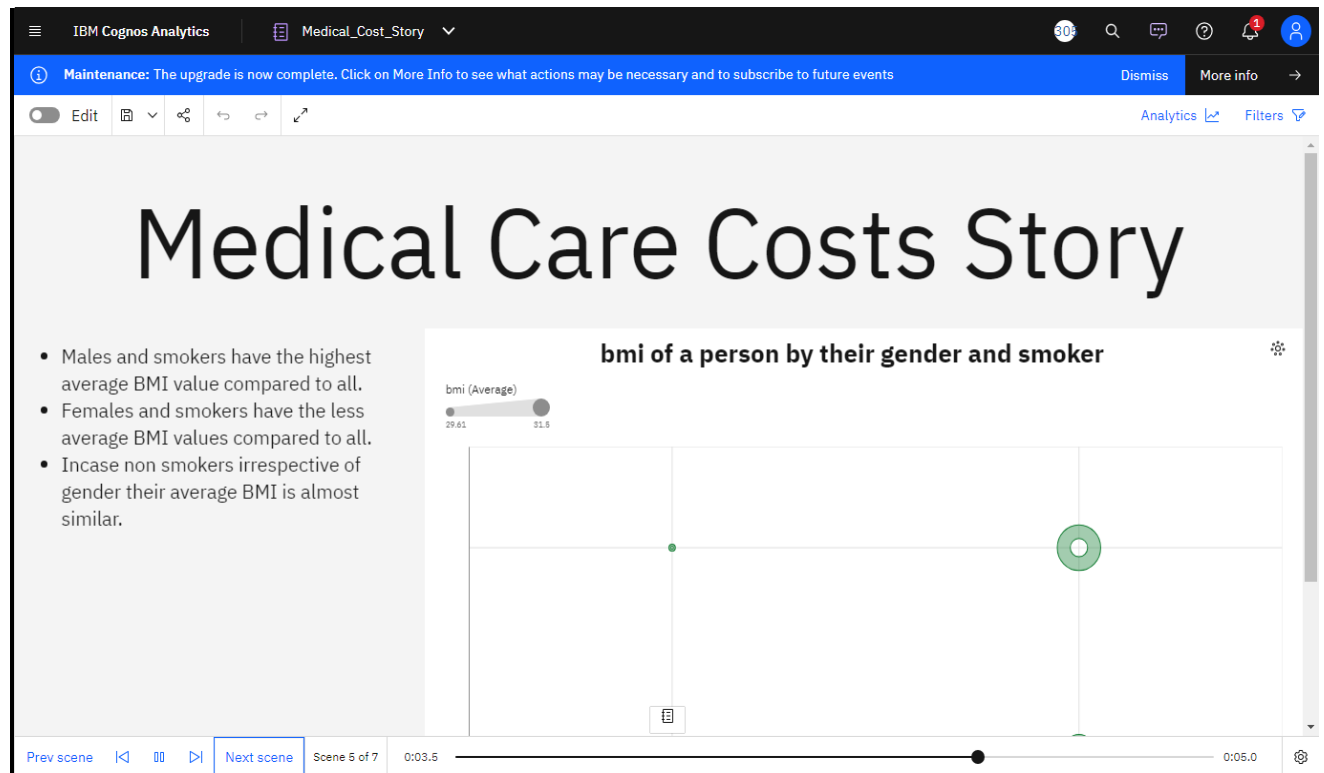 IBM Cognos Analytics
Medical_Cost_Story
305
1
Maintenance: The upgrade is now complete. Click on More Info to see what actions may be necessary and to subscribe to future events
Dismiss
More info
Edit
Analytics
Filters
Medical Care Costs Story
Males and smokers have the highest
average BMI value compared to all.
Females and smokers have the less
average BMI values compared to all.
Incase non smokers irrespective of
gender their average BMI is almost
similar.
bmi of a person by their gender and smoker
bmi (Average)
29.61
31.5
Prev scene
Next scene
Scene 5 of 7
0:03.5
0:05.0